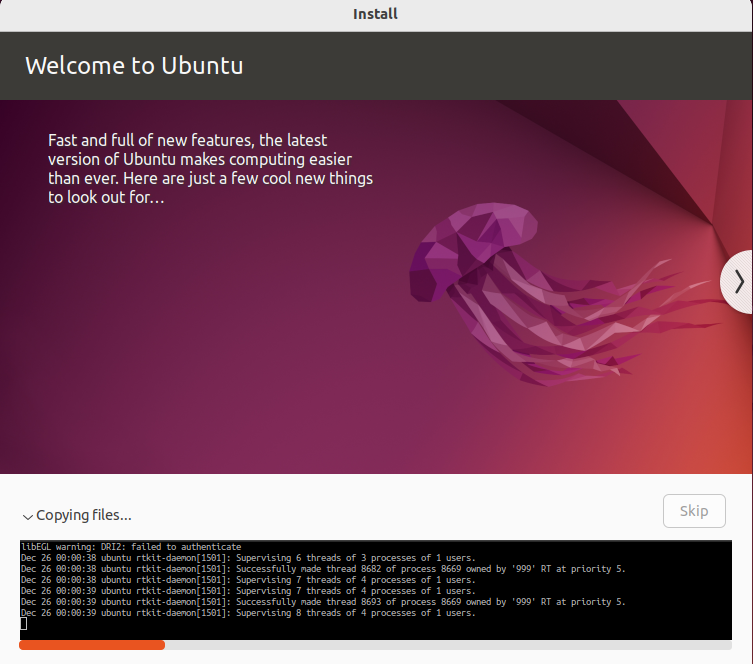 Install
Welcome to Ubuntu
Fast and full of new features, the latest
version of Ubuntu makes computing easier
than ever. Here are just a few cool new things
to look out for…
Copying files...
Skip
libEGL warning: DRI2: failed to authenticate
Dec 26 00:00:38 ubuntu rtkit-daemon[1501]: Supervising 6 threads of 3 processes of 1 users.
Dec 26 00:00:38 ubuntu rtkit-daemon[1501]: Successfully made thread 8682 of process 8669 owned by '999' RT at priority 5.
Dec 26 00:00:38 ubuntu rtkit-daemon[1501]: Supervising 7 threads of 4 processes of 1 users.
Dec 26 00:00:39 ubuntu rtkit-daemon[1501]: Supervising 7 threads of 4 processes of 1 users.
Dec 26 00:00:39 ubuntu rtkit-daemon[1501]: Successfully made thread 8693 of process 8669 owned by '999' RT at priority 5.
Dec 26 00:00:39 ubuntu rtkit-daemon[1501]: Supervising 8 threads of 4 processes of 1 users.